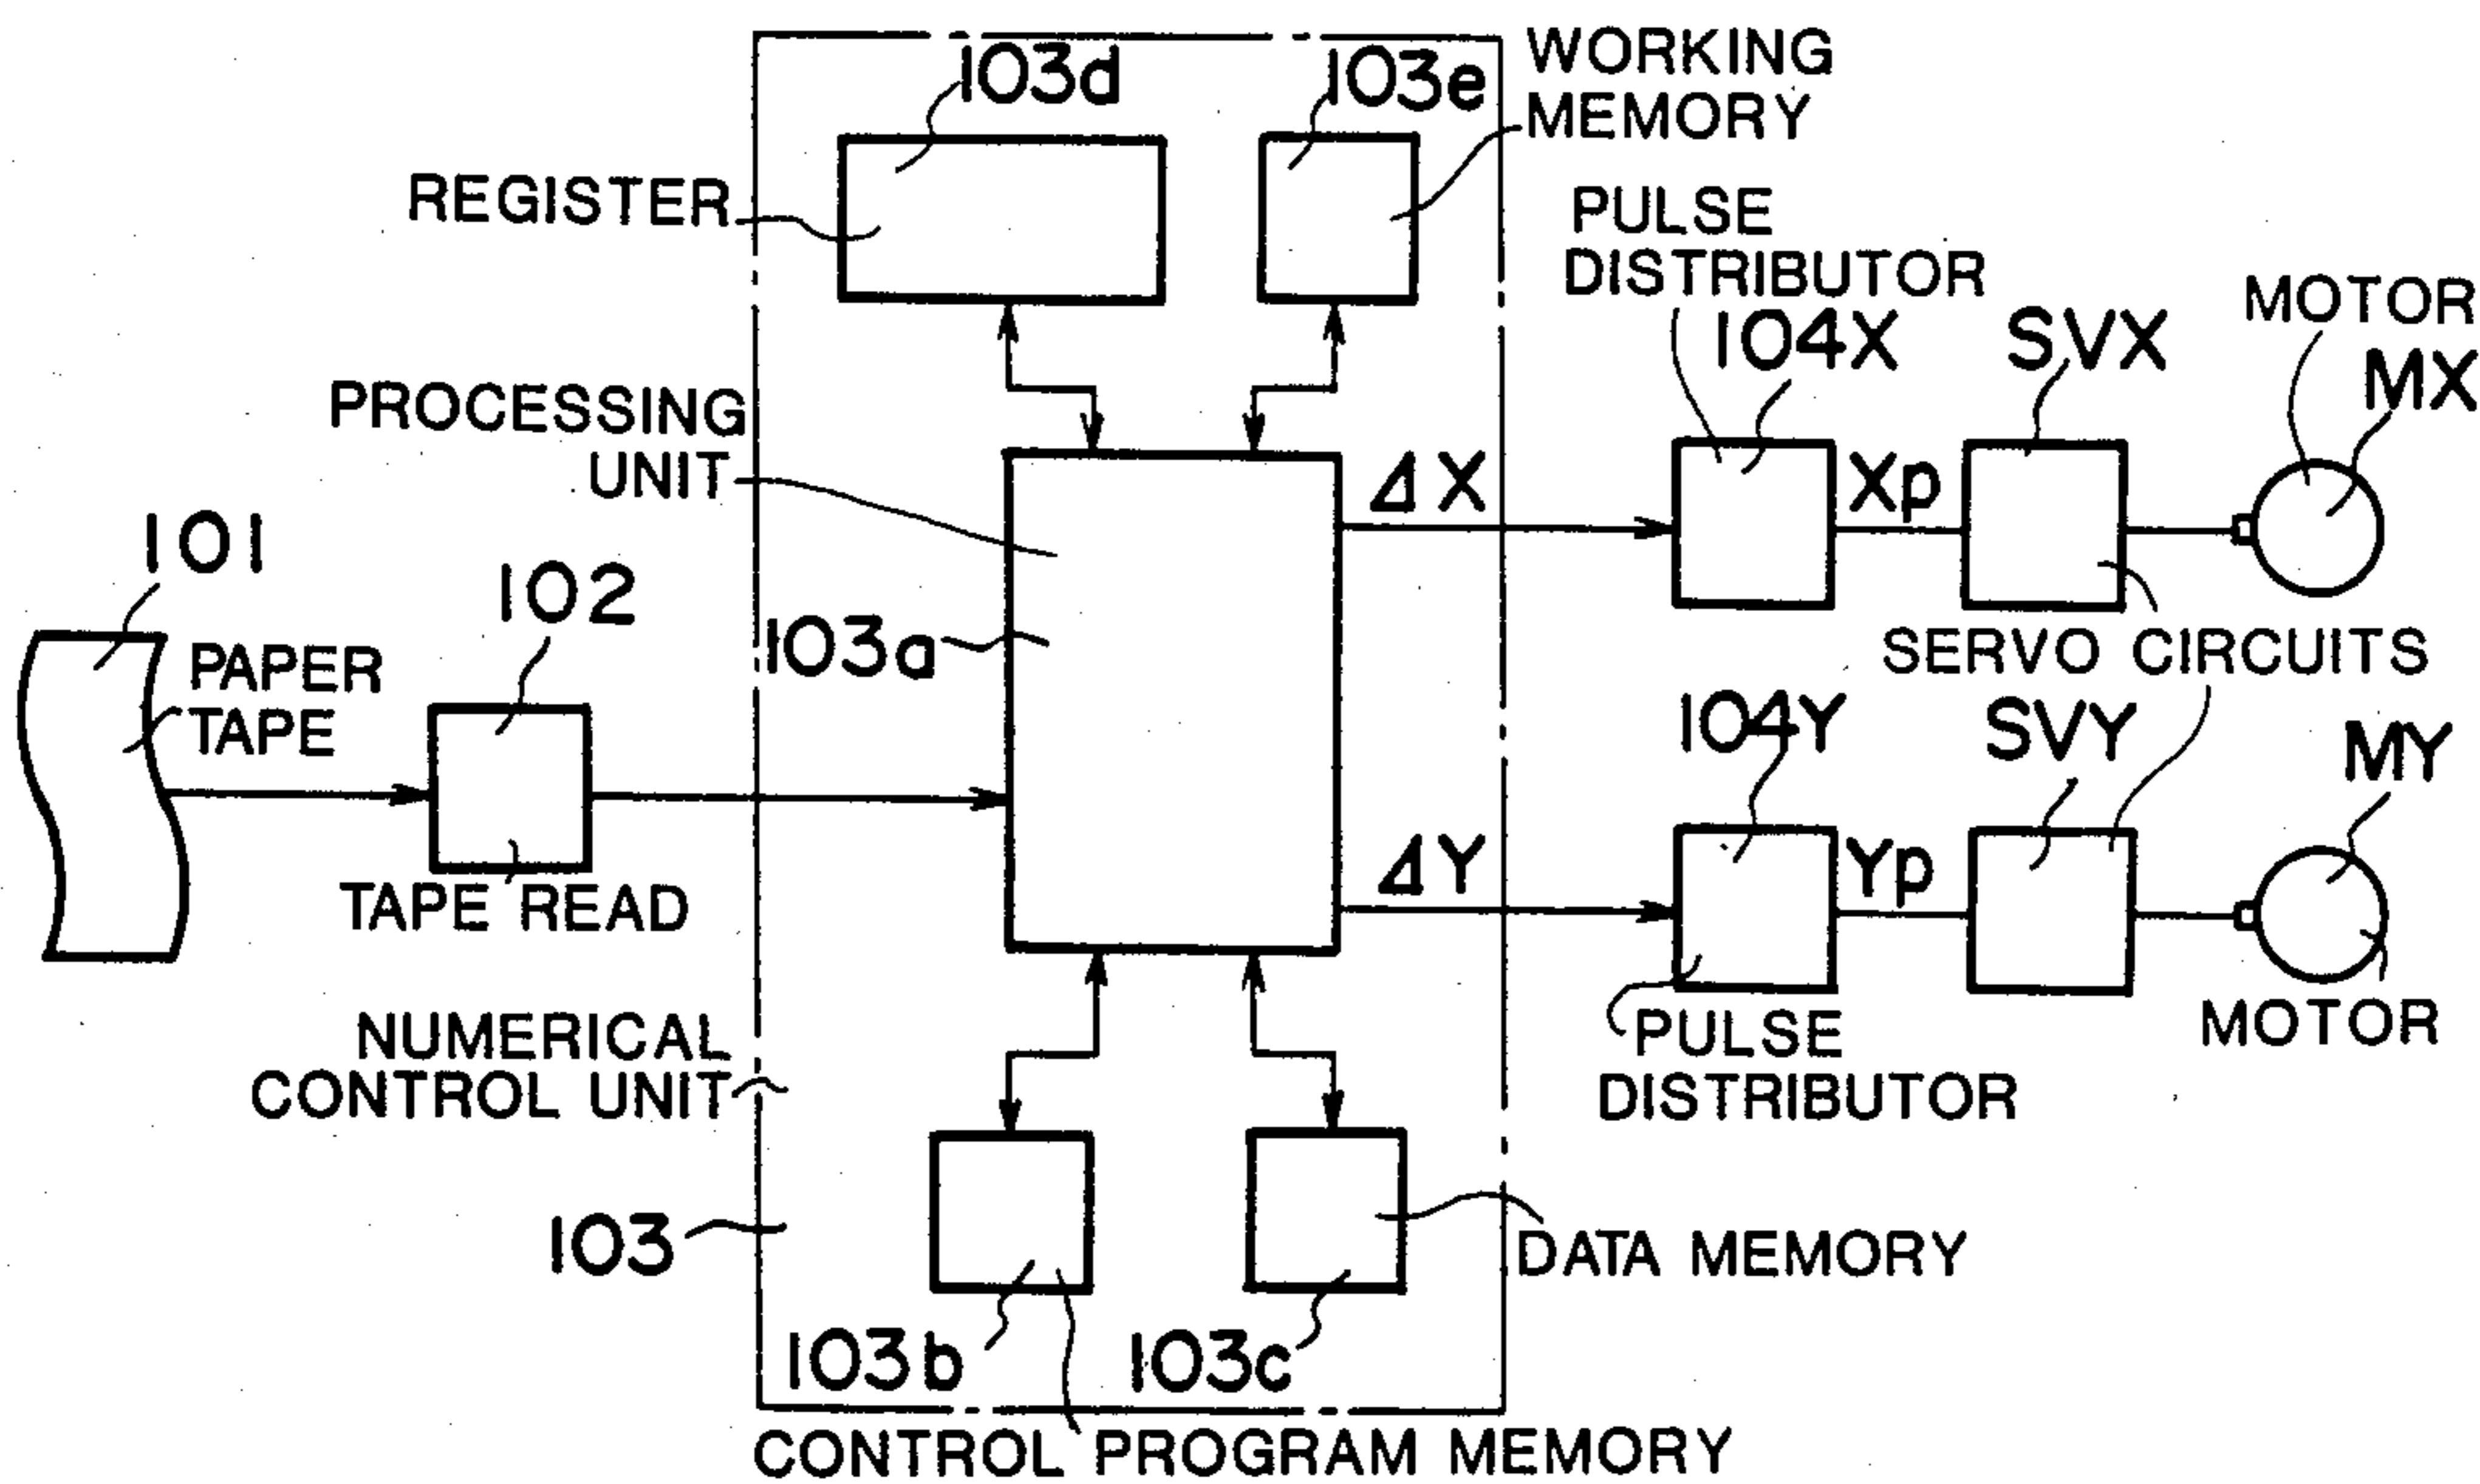 103d
103e
WORKING
MEMORY
REGISTER
PULSE
DISTRIBUTOR
104X
SVX
MOTOR
MX
PROCESSING
UNIT
ΔX
Xp
101
102
103a
SERVO CIRCUITS
PAPER
TAPE
104Y
SVY
MY
TAPE READ
ΔY
Yp
NUMERICAL
CONTROL UNIT
PULSE
DISTRIBUTOR
MOTOR
103
DATA MEMORY
103b
103c
CONTROL PROGRAM MEMORY